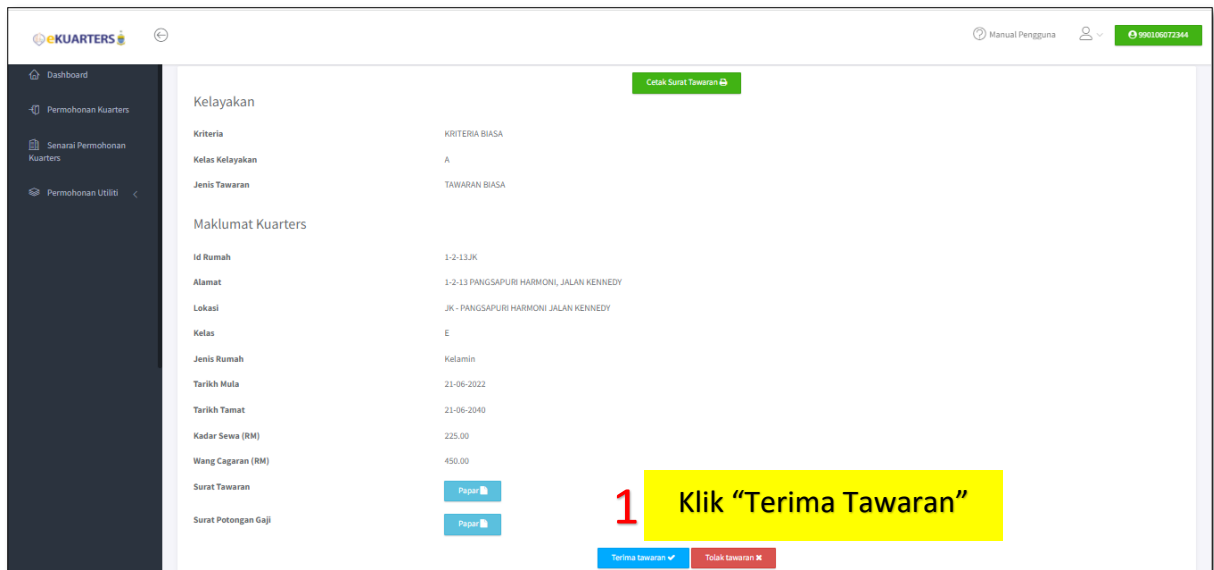 eKUARTERS
Manual Pengguna
990106072344
Dashboard
Permohonan Kuarters
Senarai Permohonan
Kuarters
Permohonan Utiliti
Cetak Surat Tawaran
Kelayakan
Kriteria KRITERIA BIASA
Kelas Kelayakan A
Jenis Tawaran TAWARAN BIASA
Maklumat Kuarters
Id Rumah 1-2-13JK
Alamat 1-2-13 PANGSAPURI HARMONI, JALAN KENNEDY
Lokasi JK - PANGSAPURI HARMONI JALAN KENNEDY
Kelas E
Jenis Rumah Kelamin
Tarikh Mula 21-06-2022
Tarikh Tamat 21-06-2040
Kadar Sewa (RM) 225.00
Wang Cagaran (RM) 450.00
Surat Tawaran Papar
1 Klik “Terima Tawaran”
Surat Potongan Gaji Papar
Terima tawaran Tolak tawaran